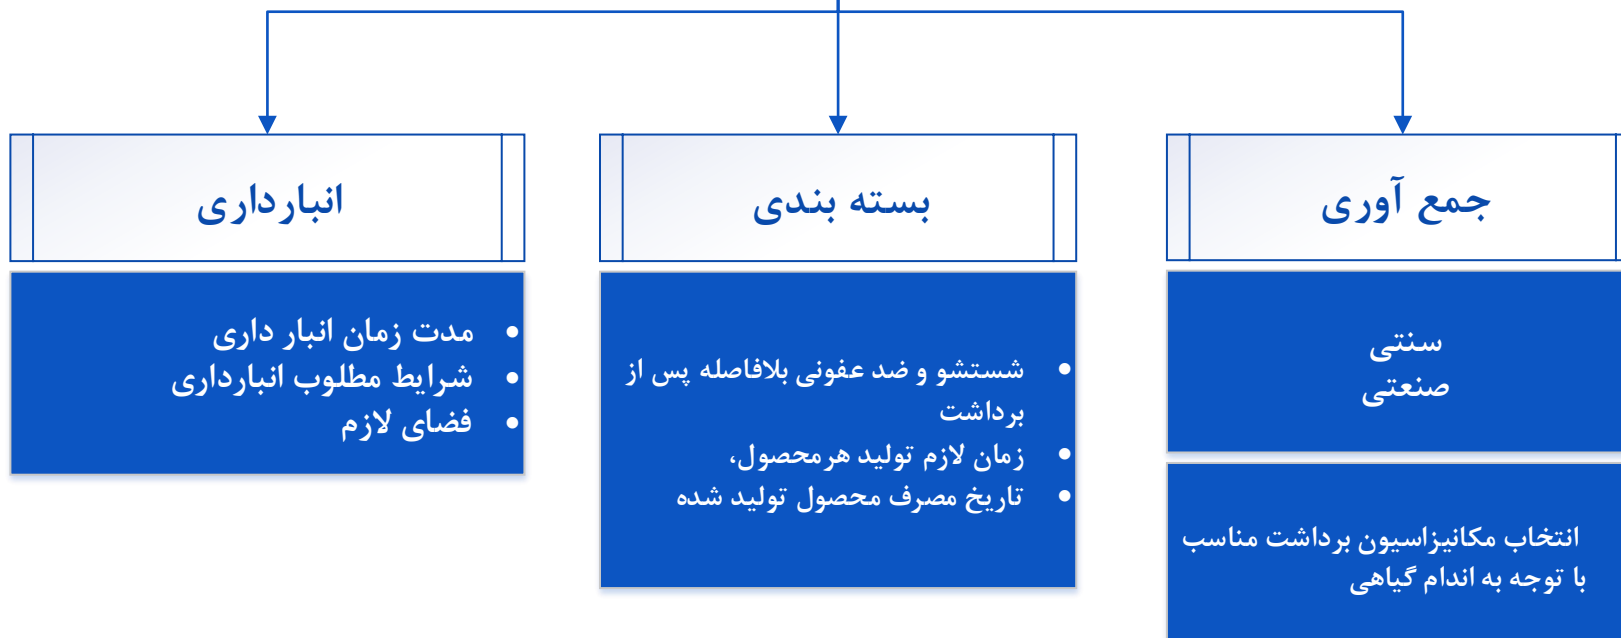 جمع آوری
سنتی
صنعتی
انتخاب مکانیزاسیون برداشت مناسب
با توجه به اندام گیاهی
بسته بندی
• شستشو و ضد عفونی بلافاصله پس از
برداشت
• زمان لازم تولید هرمحصول،
• تاریخ مصرف محصول تولید شده
انبارداری
• مدت زمان انبار داری
• شرایط مطلوب انبارداری
• فضای لازم